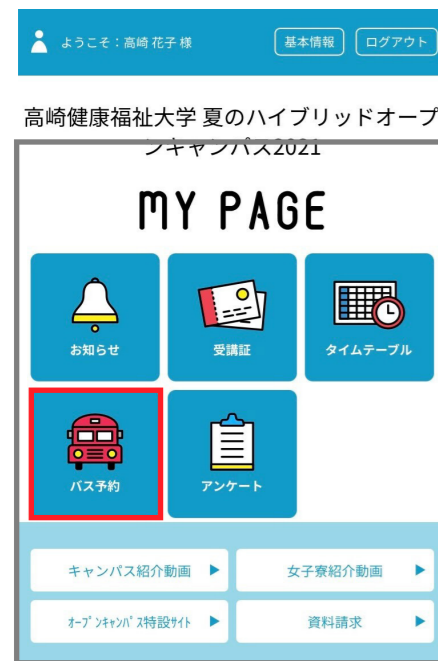 ようこそ：高崎 花子 様
基本情報
ログアウト
高崎健康福祉大学 夏のハイブリッドオープ
ンキャンパス2021
MY PAGE
お知らせ
受講証
タイムテーブル
バス予約
アンケート
キャンパス紹介動画 ▶
女子寮紹介動画 ▶
ｵｰﾌﾟﾝｷｬﾝﾊﾟｽ特設ｻｲﾄ ▶
資料請求 ▶